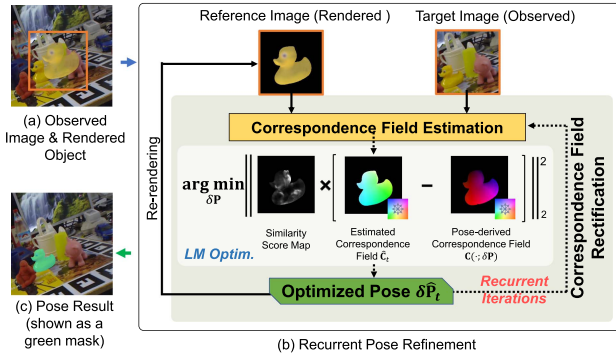 Reference Image (Rendered )
Target Image (Observed)
(a) Observed
Image & Rendered
Object
Correspondence Field Estimation
arg min
δP
×
−
2
2
Similarity
Score Map
Estimated
Correspondence
Field C̄t
Pose-derived
Correspondence Field
C(·; δP)
LM Optim.
Optimized Pose δP̂t
Recurrent
Iterations
Re-rendering
Correspondence Field
Rectification
(c) Pose Result
(shown as a
green mask)
(b) Recurrent Pose Refinement